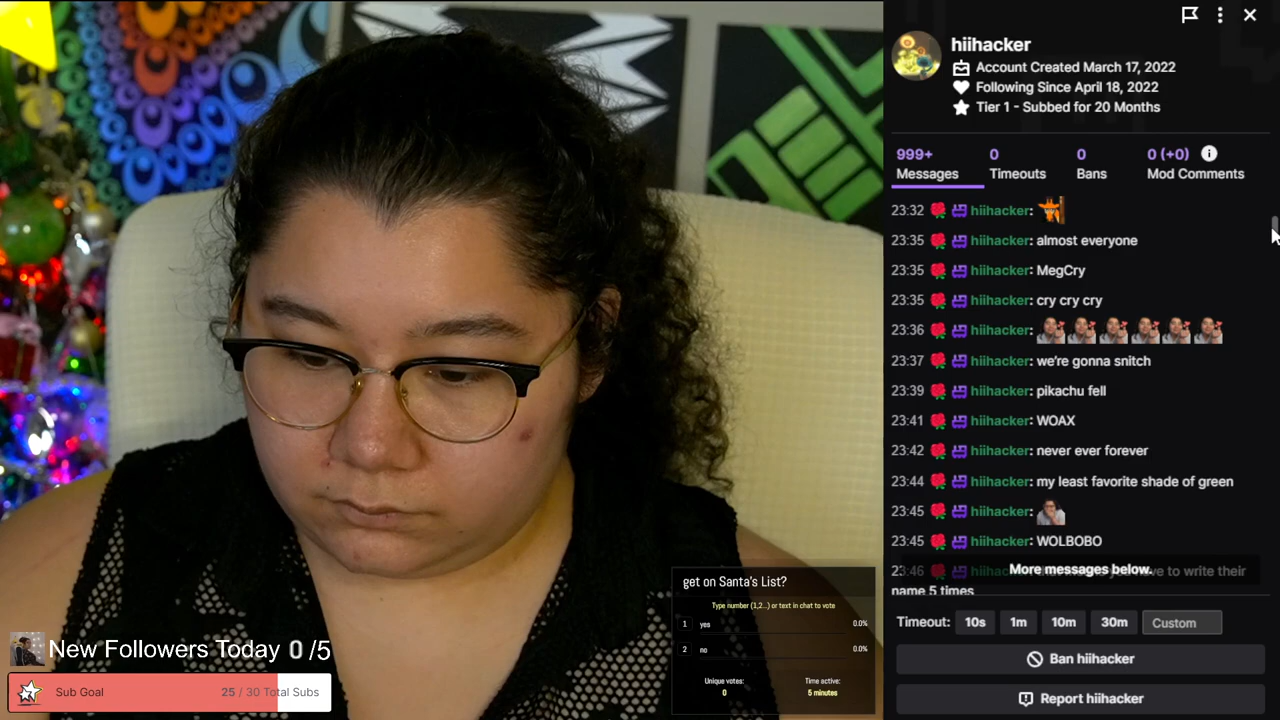 hiihacker
Account Created March 17, 2022
Following Since April 18, 2022
Tier 1 - Subbed for 20 Months
999+ 0 0 0 (+0)
Messages Timeouts Bans Mod Comments
23:32 hiihacker:
23:35 hiihacker: almost everyone
23:35 hiihacker: MegCry
23:35 hiihacker: cry cry cry
23:36 hiihacker:
23:37 hiihacker: we're gonna snitch
23:39 hiihacker: pikachu fell
23:41 hiihacker: WOAX
23:42 hiihacker: never ever forever
23:44 hiihacker: my least favorite shade of green
23:45 hiihacker:
23:45 hiihacker: WOLBOBO
More messages below.
23:46 to write their
name 5 times
Timeout: 10s 1m 10m 30m Custom
Ban hiihacker
Report hiihacker
get on Santa's List?
Type number (1,2...) or text in chat to vote
1 yes 0.0%
2 no 0.0%
Unique votes: Time active:
0 5 minutes
New Followers Today 0 /5
Sub Goal 25 / 30 Total Subs